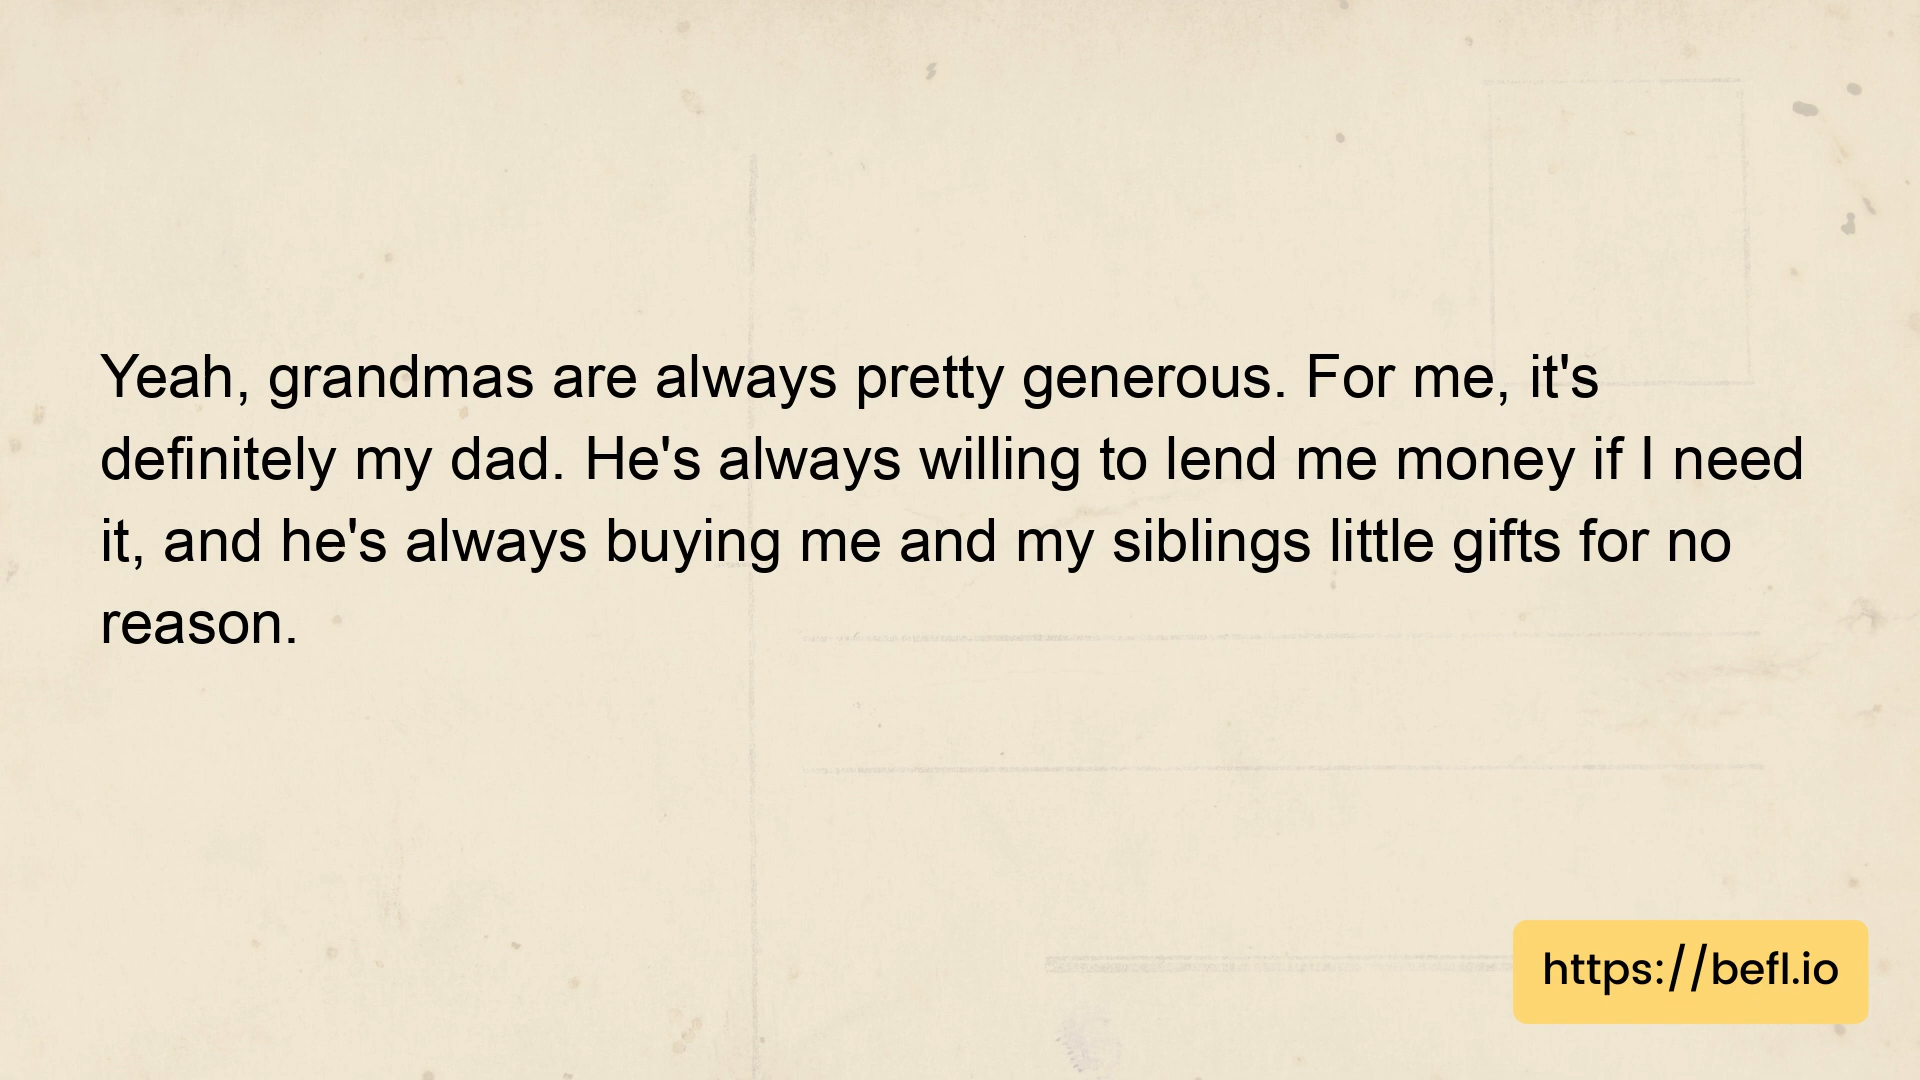 Yeah, grandmas are always pretty generous. For me, it's
definitely my dad. He's always willing to lend me money if I need
it, and he's always buying me and my siblings little gifts for no
reason.
https://befl.io